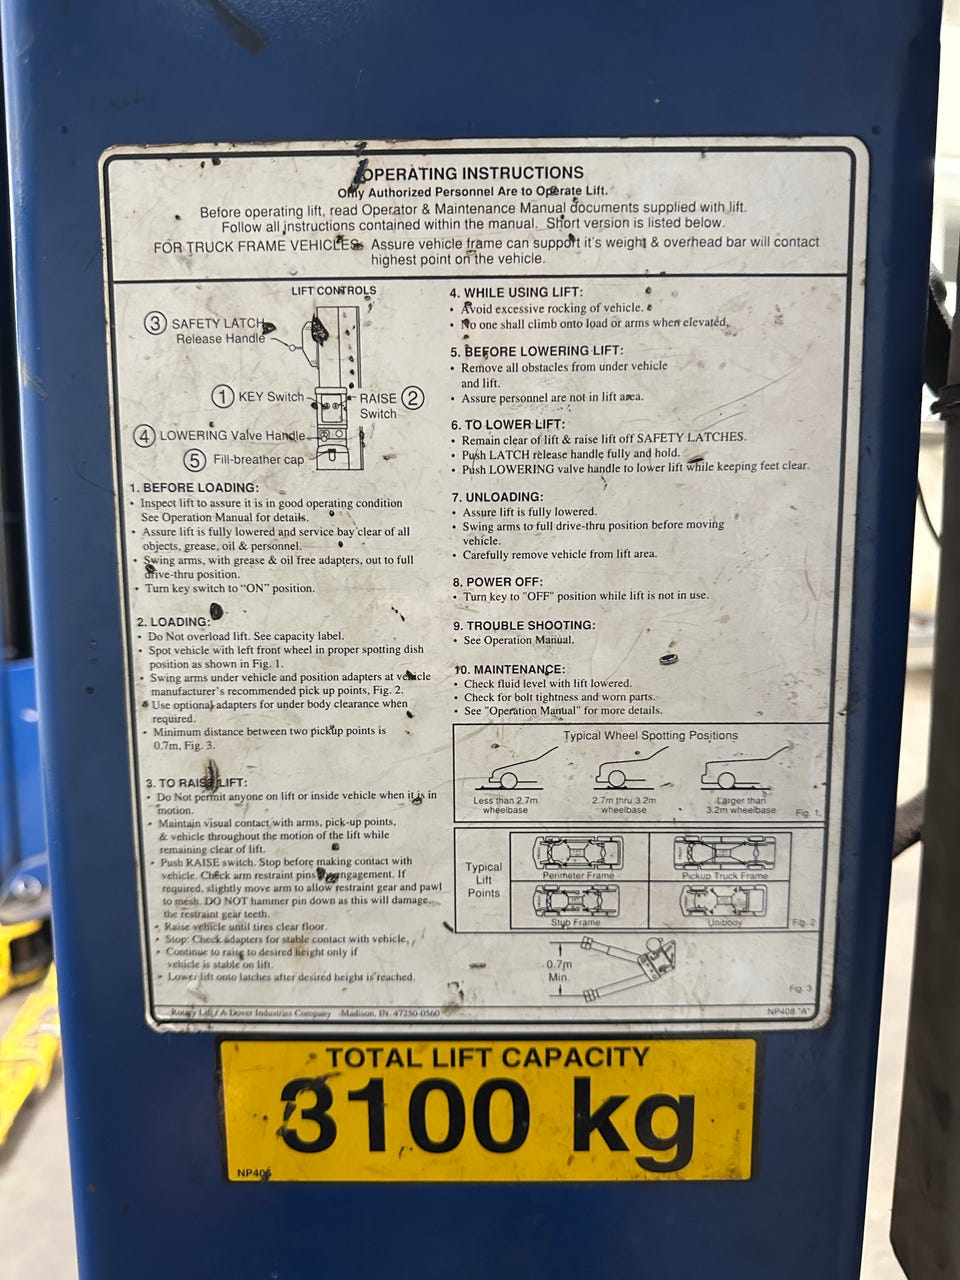 OPERATING INSTRUCTIONS
Only Authorized Personnel Are to Operate Lift.
Before operating lift, read Operator & Maintenance Manual documents supplied with lift.
Follow all instructions contained within the manual. Short version is listed below.
FOR TRUCK FRAME VEHICLES- Assure vehicle frame can support it's weight & overhead bar will contact
highest point on the vehicle.
LIFT CONTROLS
3 SAFETY LATCH
Release Handle
1 KEY Switch
RAISE 2
Switch
4 LOWERING Valve Handle
5 Fill-breather cap
1. BEFORE LOADING:
• Inspect lift to assure it is in good operating condition
See Operation Manual for details.
• Assure lift is fully lowered and service bay clear of all
objects, grease, oil & personnel.
• Swing arms, with grease & oil free adapters, out to full
drive-thru position.
• Turn key switch to “ON” position.
2. LOADING:
• Do Not overload lift. See capacity label.
• Spot vehicle with left front wheel in proper spotting dish
position as shown in Fig. 1.
• Swing arms under vehicle and position adapters at vehicle
manufacturer's recommended pick up points, Fig. 2.
• Use optional adapters for under body clearance when
required.
• Minimum distance between two pickup points is
0.7m, Fig. 3.
3. TO RAISE LIFT:
• Do Not permit anyone on lift or inside vehicle when it is in
motion.
• Maintain visual contact with arms, pick-up points,
& vehicle throughout the motion of the lift while
remaining clear of lift.
• Push RAISE switch. Stop before making contact with
vehicle. Check arm restraint pins engagement. If
required, slightly move arm to allow restraint gear and pawl
to mesh. DO NOT hammer pin down as this will damage
the restraint gear teeth.
• Raise vehicle until tires clear floor.
• Stop: Check adapters for stable contact with vehicle,
• Continue to raise to desired height only if
vehicle is stable on lift.
• Lower lift onto latches after desired height is reached.
4. WHILE USING LIFT:
• Avoid excessive rocking of vehicle.
• No one shall climb onto load or arms when elevated,
5. BEFORE LOWERING LIFT:
• Remove all obstacles from under vehicle
and lift.
• Assure personnel are not in lift area.
6. TO LOWER LIFT:
• Remain clear of lift & raise lift off SAFETY LATCHES.
• Push LATCH release handle fully and hold.
• Push LOWERING valve handle to lower lift while keeping feet clear.
7. UNLOADING:
• Assure lift is fully lowered.
• Swing arms to full drive-thru position before moving
vehicle.
• Carefully remove vehicle from lift area.
8. POWER OFF:
• Turn key to "OFF" position while lift is not in use.
9. TROUBLE SHOOTING:
• See Operation Manual.
10. MAINTENANCE:
• Check fluid level with lift lowered.
• Check for bolt tightness and worn parts.
• See "Operation Manual" for more details.
Typical Wheel Spotting Positions
Less than 2.7m
wheelbase
2.7m thru 3.2m
wheelbase
Larger than
3.2m wheelbase
Fig. 1.
Typical
Lift
Points
Perimeter Frame
Pickup Truck Frame
Stub Frame
Unibody
Fig. 2
0.7m
Min.
Fig. 3
Rotary Lift / A Dover Industries Company Madison, IN. 47250-0560
NP408 "A"
TOTAL LIFT CAPACITY
3100 kg